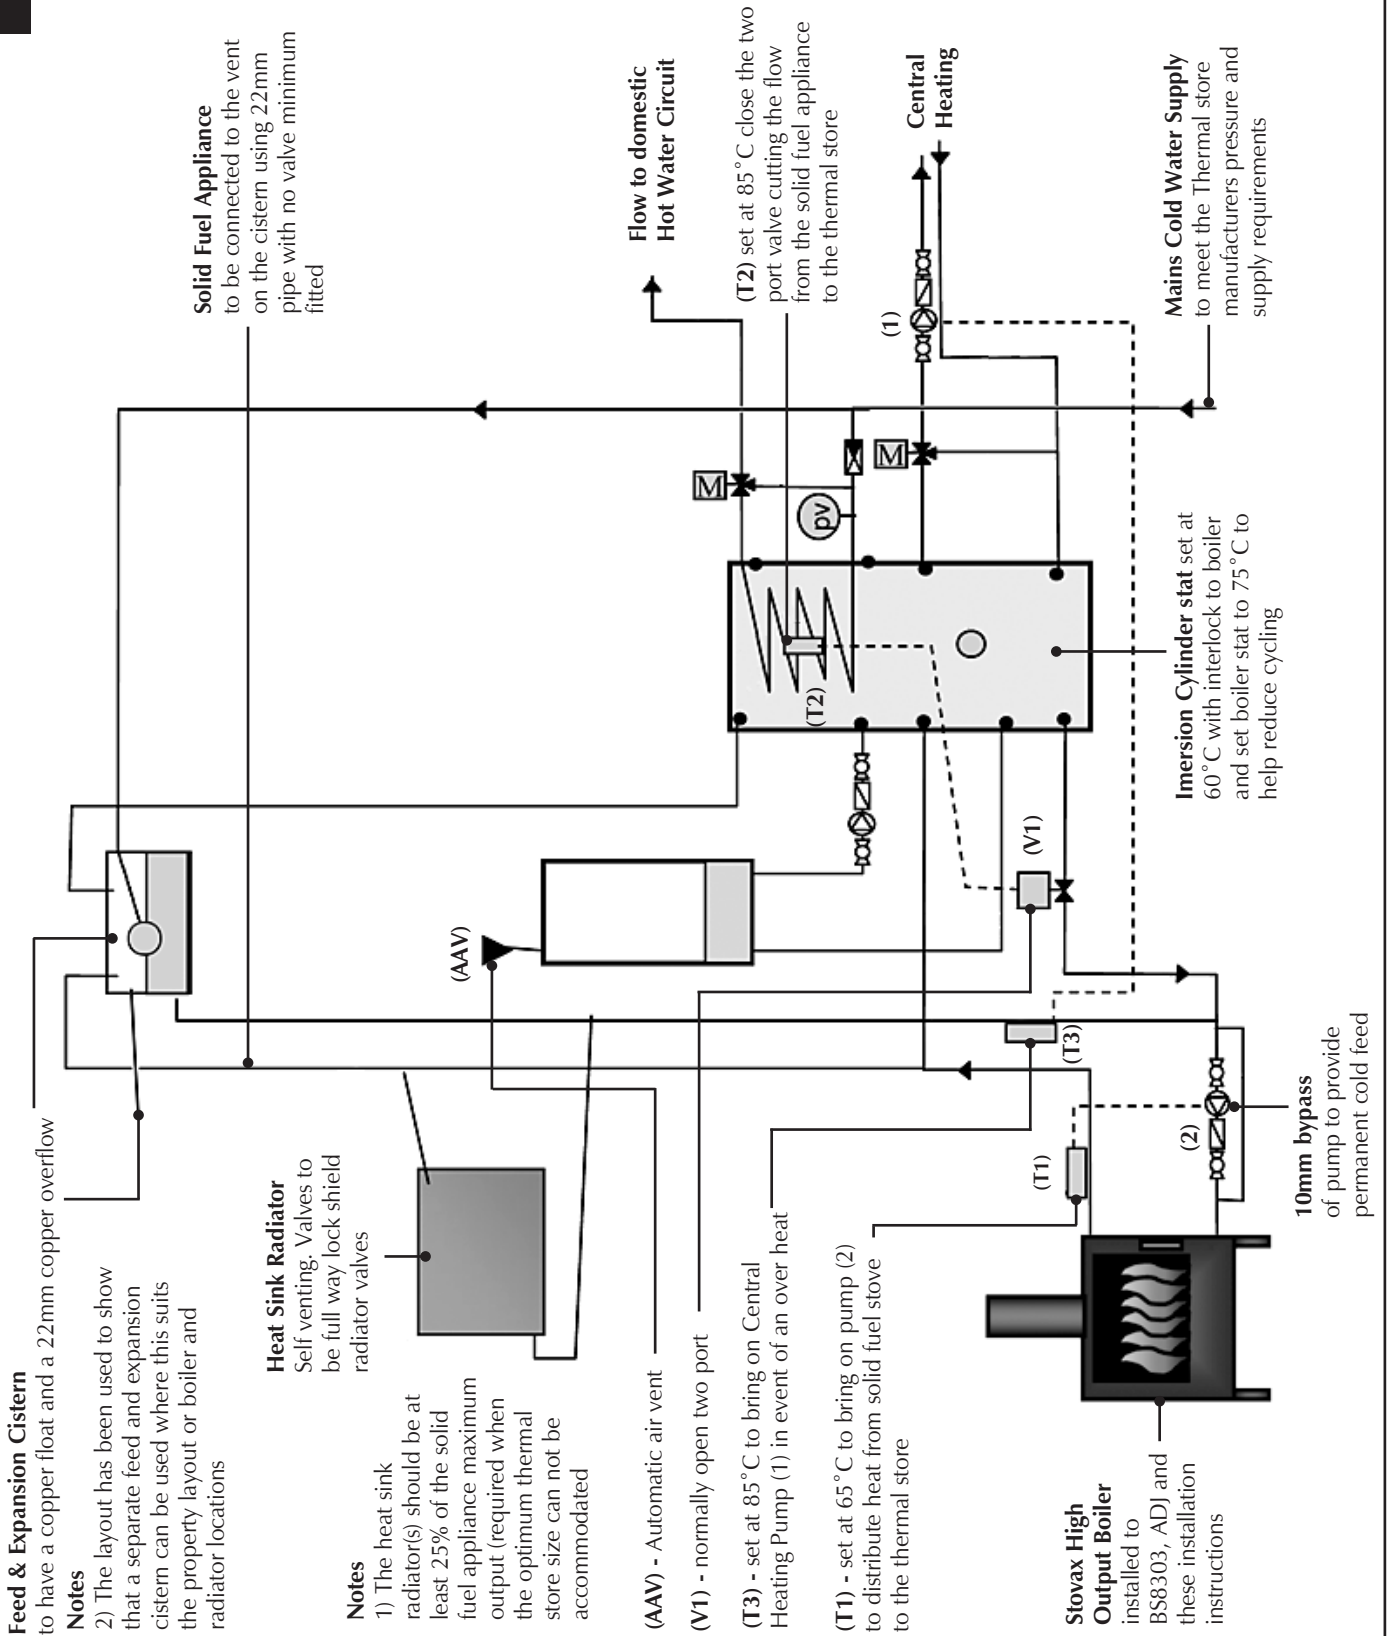 Feed & Expansion Cistern
to have a copper float and a 22mm copper overflow
Notes
2) The layout has been used to show
that a separate feed and expansion
cistern can be used where this suits
the property layout or boiler and
radiator locations
Solid Fuel Appliance
to be connected to the vent
on the cistern using 22mm
pipe with no valve minimum
fitted
Heat Sink Radiator
Self venting. Valves to
be full way lock shield
radiator valves
Notes
1) The heat sink
radiator(s) should be at
least 25% of the solid
fuel appliance maximum
output (required when
the optimum thermal
store size can not be
accommodated
(AAV)
Flow to domestic
Hot Water Circuit
(AAV) - Automatic air vent
(V1) - normally open two port
M
(T2) set at 85°C close the two
port valve cutting the flow
from the solid fuel appliance
to the thermal store
(T3) - set at 85°C to bring on Central
Heating Pump (1) in event of an over heat
(T2)
pv
M
(1)
Central
Heating
(T1) - set at 65°C to bring on pump (2)
to distribute heat from solid fuel stove
to the thermal store
(V1)
(T3)
(T1)
(2)
Stovax High
Output Boiler
installed to
BS8303, ADJ and
these installation
instructions
Imersion Cylinder stat set at
60°C with interlock to boiler
and set boiler stat to 75°C to
help reduce cycling
Mains Cold Water Supply
to meet the Thermal store
manufacturers pressure and
supply requirements
10mm bypass
of pump to provide
permanent cold feed